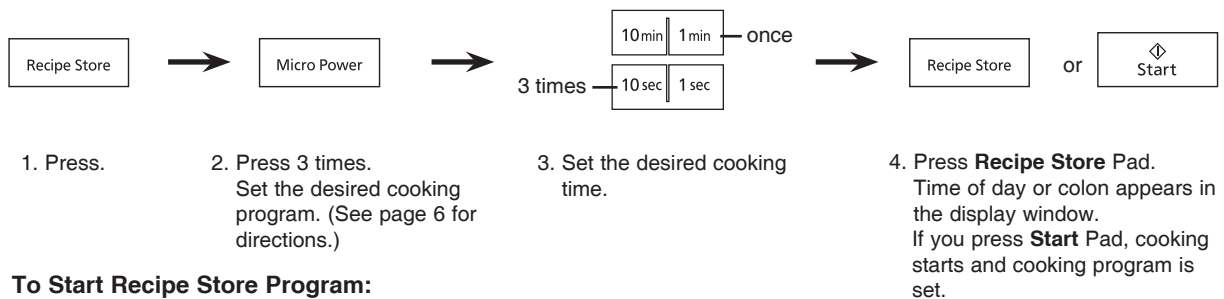 Recipe Store
Micro Power
10 min 1 min once
3 times 10 sec 1 sec
Recipe Store or Start
1. Press.
2. Press 3 times.
Set the desired cooking
program. (See page 6 for
directions.)
3. Set the desired cooking
time.
4. Press Recipe Store Pad.
Time of day or colon appears in
the display window.
If you press Start Pad, cooking
starts and cooking program is
set.
To Start Recipe Store Program: